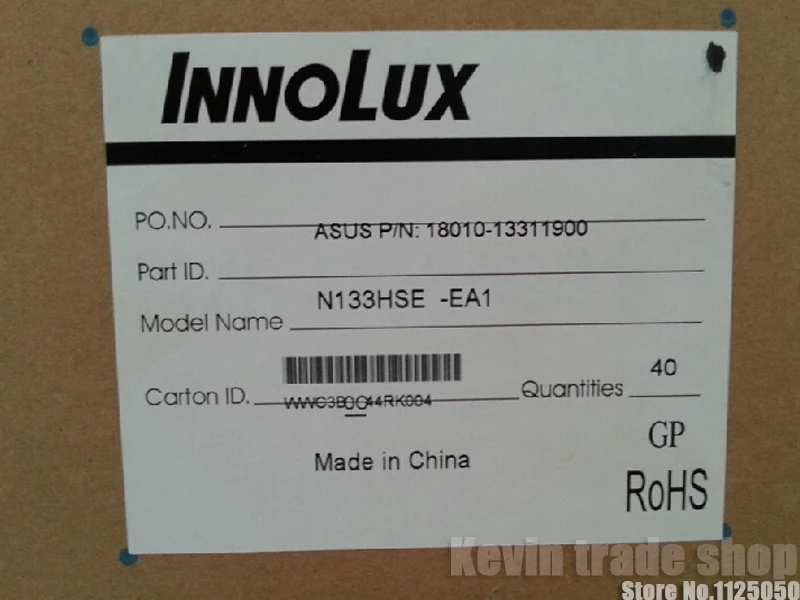 INNOLUX
PO.NO.
ASUS P/N: 18010-13311900
Part ID.
N133HSE -EA1
Model Name
Carton ID. WWC3B0044RK004 Quantities 40
Made in China
GP
RoHS
Kevin trade shop
Store No.1125050